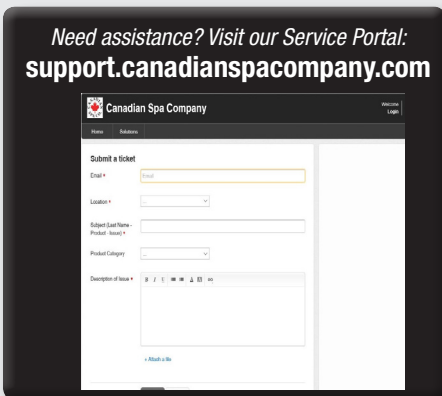 Need assistance? Visit our Service Portal:
support.canadianspacompany.com
Canadian Spa Company
Welcome
Login
Home Solutions
Submit a ticket
Email *
Email
Location *
...
Subject (Last Name -
Product - Issue) *
Product Category
...
Description of Issue *
B I U A
+ Attach a file